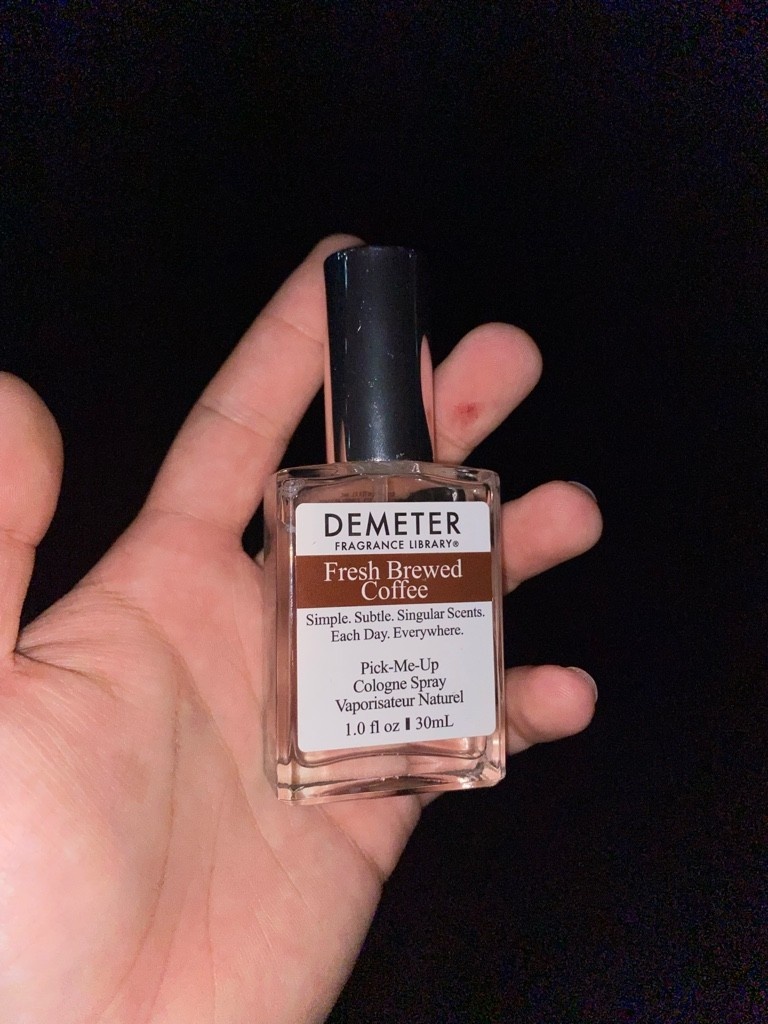 DEMETER
FRAGRANCE LIBRARY®
Fresh Brewed
Coffee
Simple. Subtle. Singular Scents.
Each Day. Everywhere.
Pick-Me-Up
Cologne Spray
Vaporisateur Naturel
1.0 fl oz ▮ 30mL